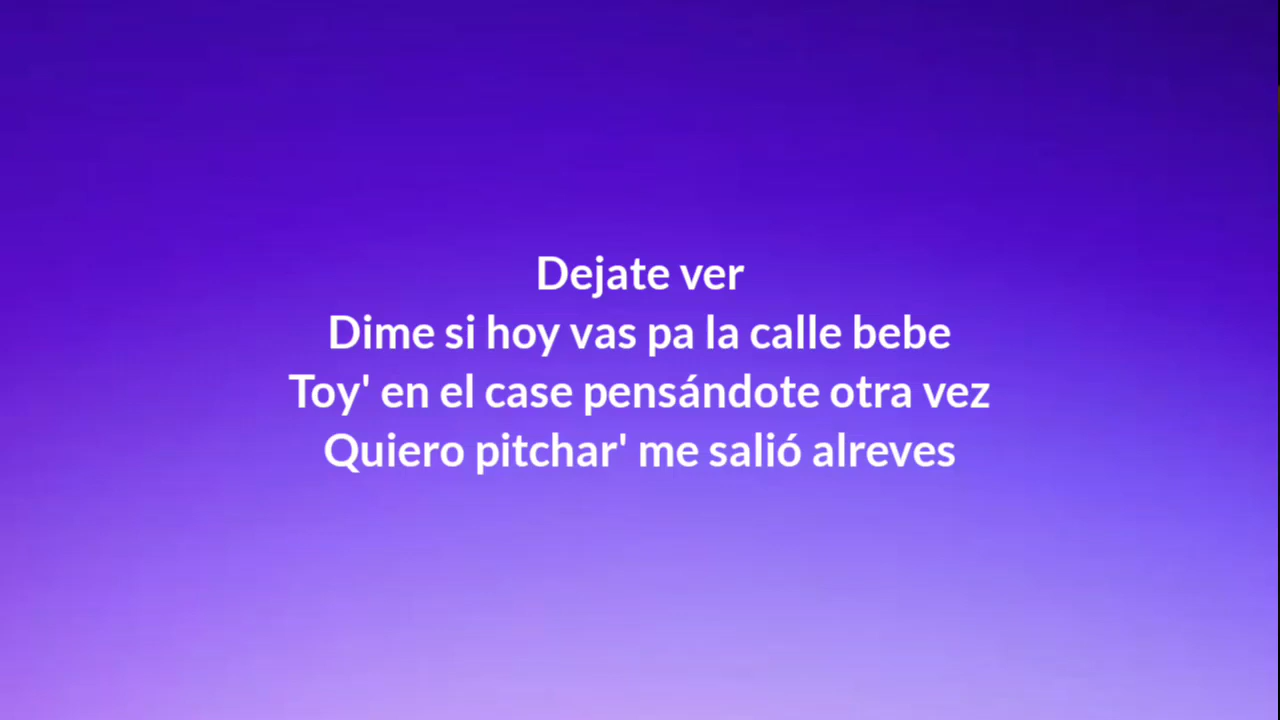 Dejate ver
Dime si hoy vas pa la calle bebe
Toy' en el case pensándote otra vez
Quiero pitchar' me salió alreves